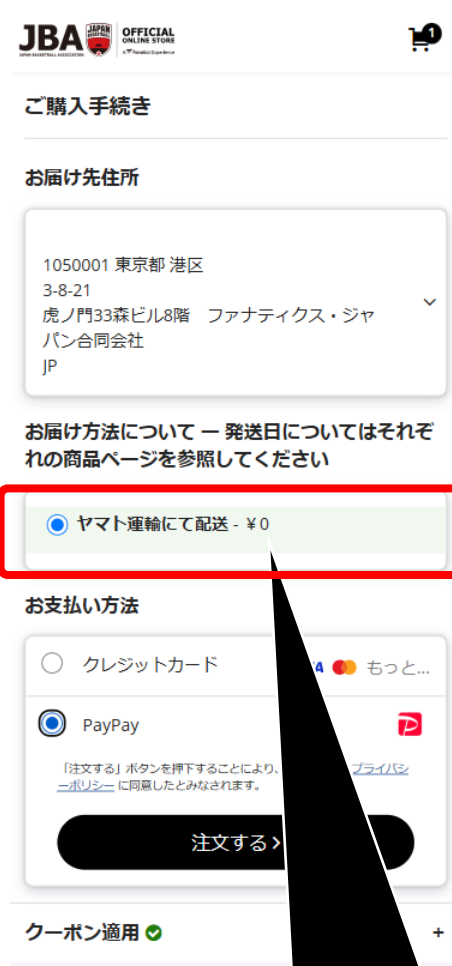 JBA JAPAN OFFICIAL
ONLINE STORE
A Fanatics Experience
JAPAN BASKETBALL ASSOCIATION
1
ご購入手続き
お届け先住所
1050001 東京都 港区
3-8-21
虎ノ門33森ビル8階　ファナティクス・ジャ
パン合同会社
JP
お届け方法について ー 発送日についてはそれぞ
れの商品ページを参照してください
ヤマト運輸にて配送 - ¥0
お支払い方法
クレジットカード もっと...
PayPay
「注文する」ボタンを押下することにより、 プライバシ
ーポリシー に同意したとみなされます。
注文する
クーポン適用 +